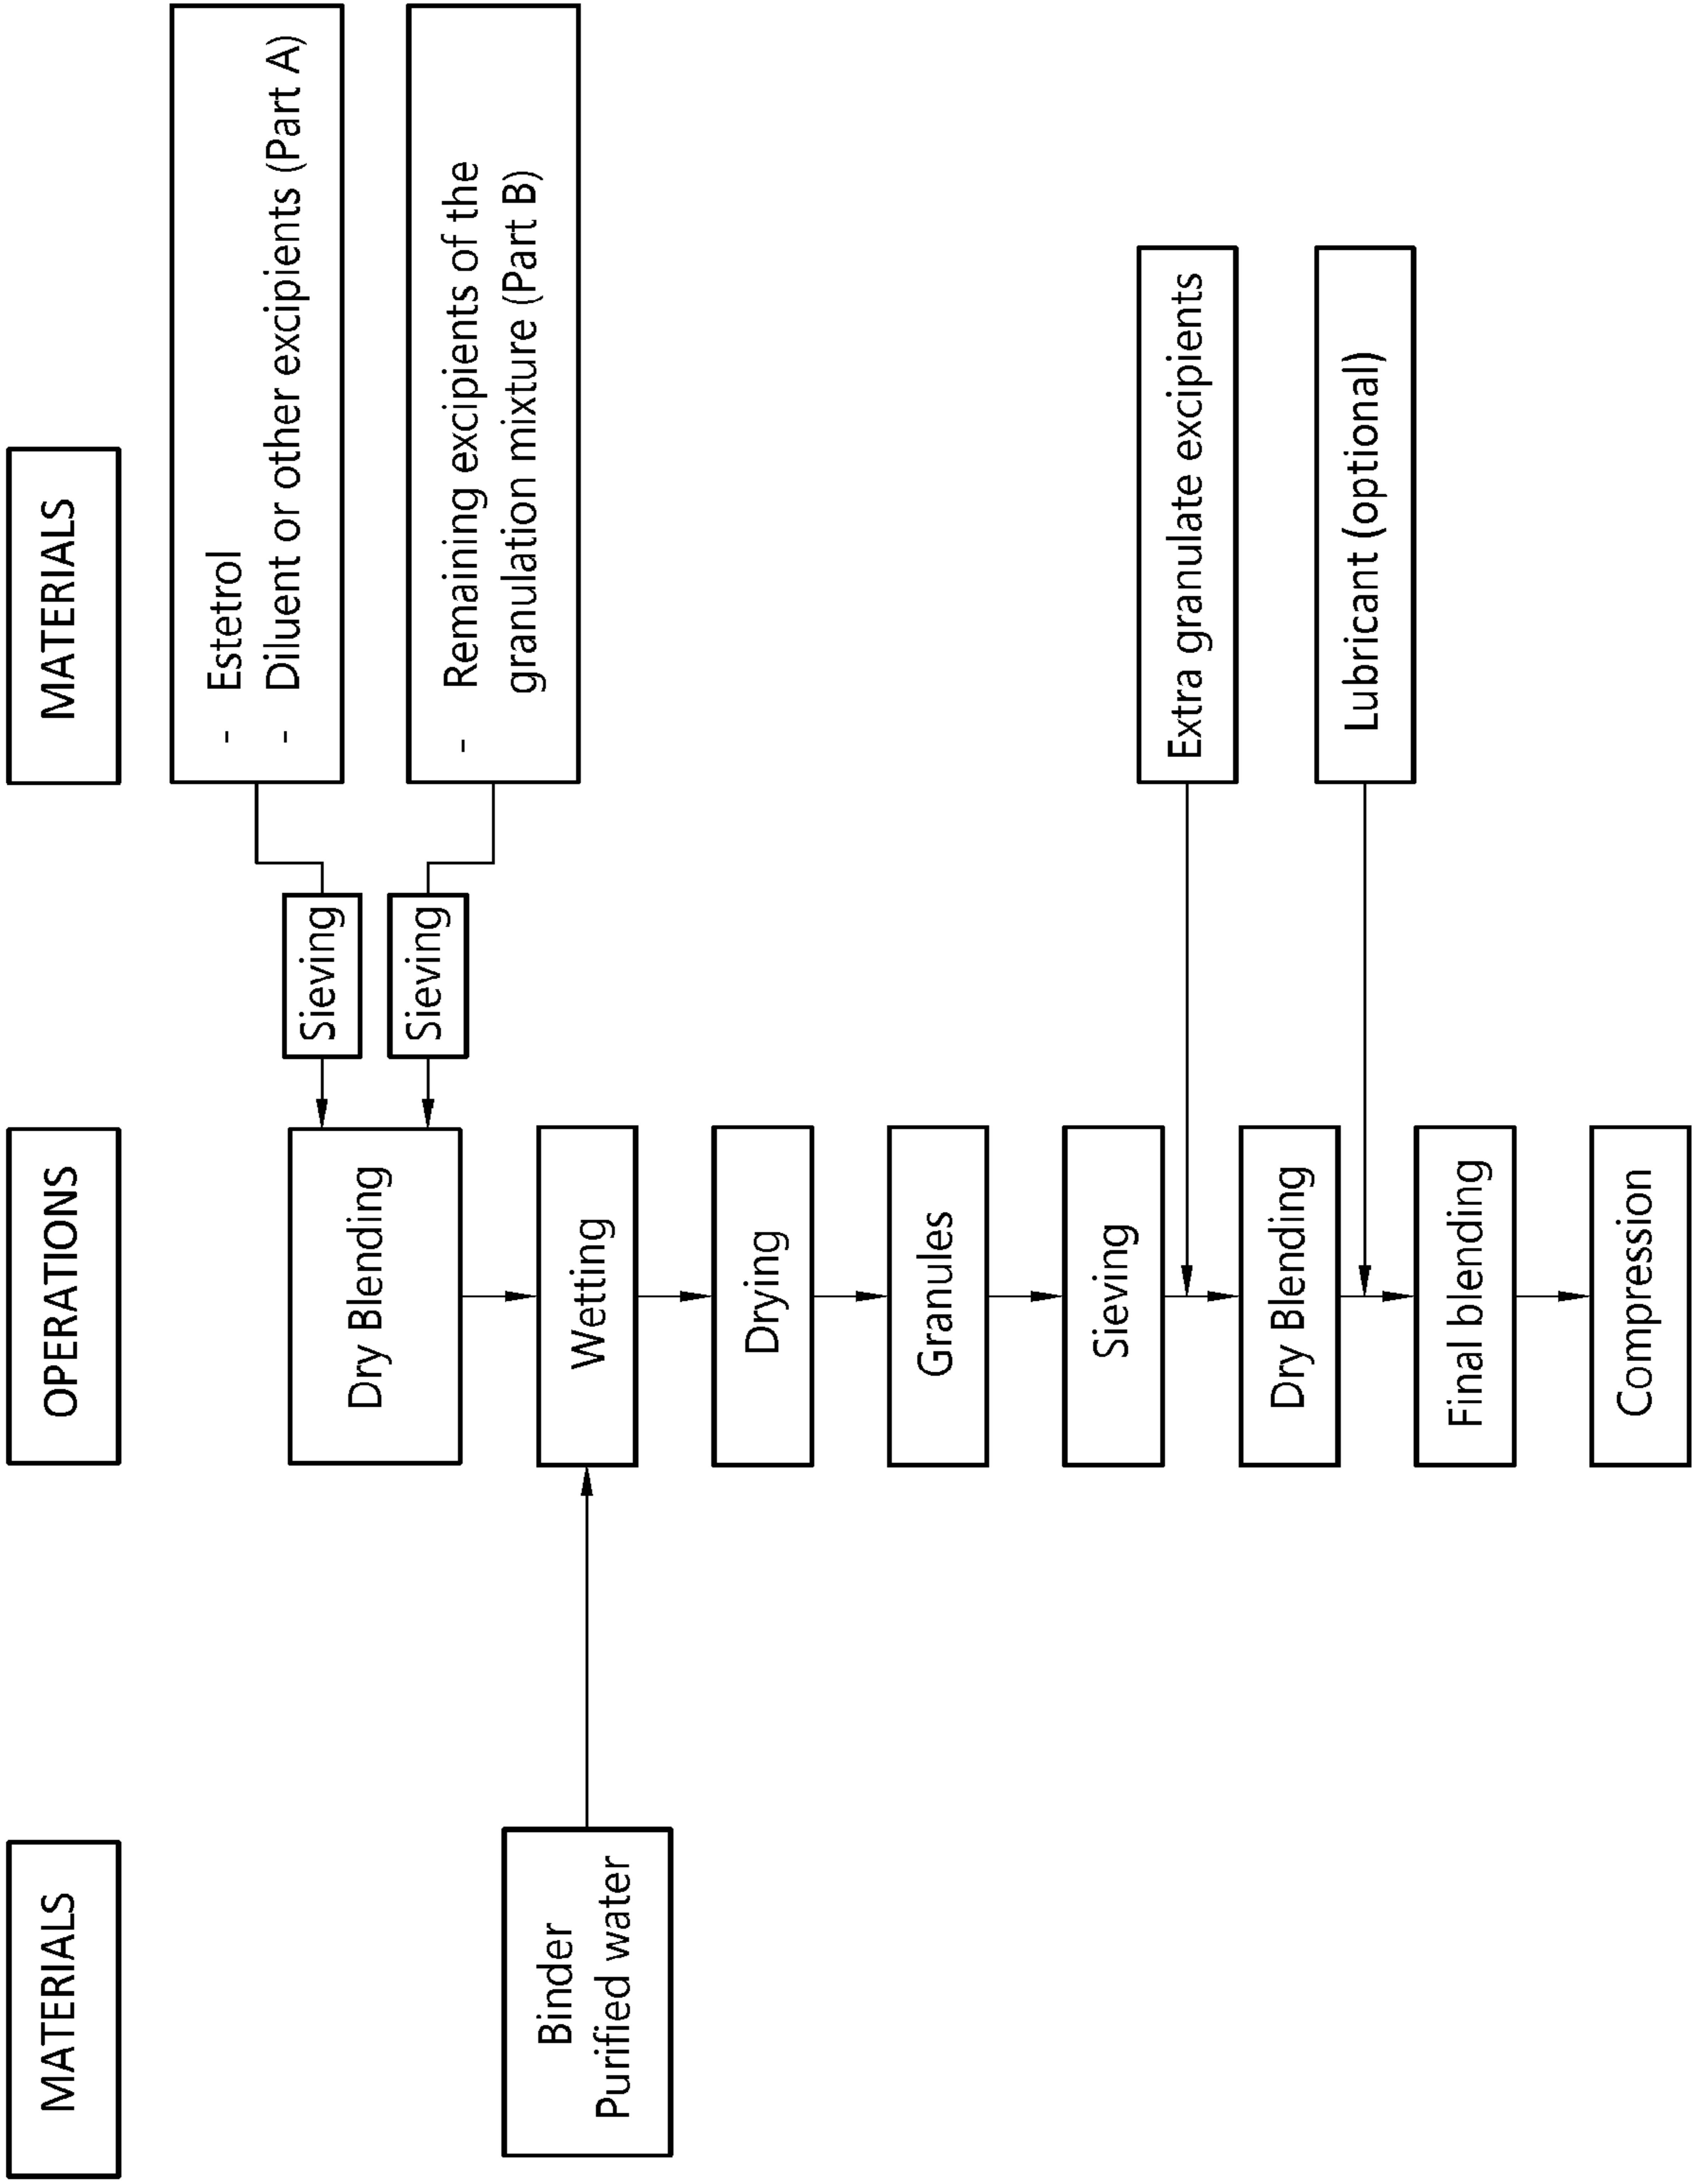 MATERIALS
OPERATIONS
MATERIALS
- Estetrol
- Diluent or other excipients (Part A)
Sieving
- Remaining excipients of the
granulation mixture (Part B)
Sieving
Dry Blending
Binder
Purified water
Wetting
Drying
Granules
Sieving
Extra granulate excipients
Dry Blending
Lubricant (optional)
Final blending
Compression